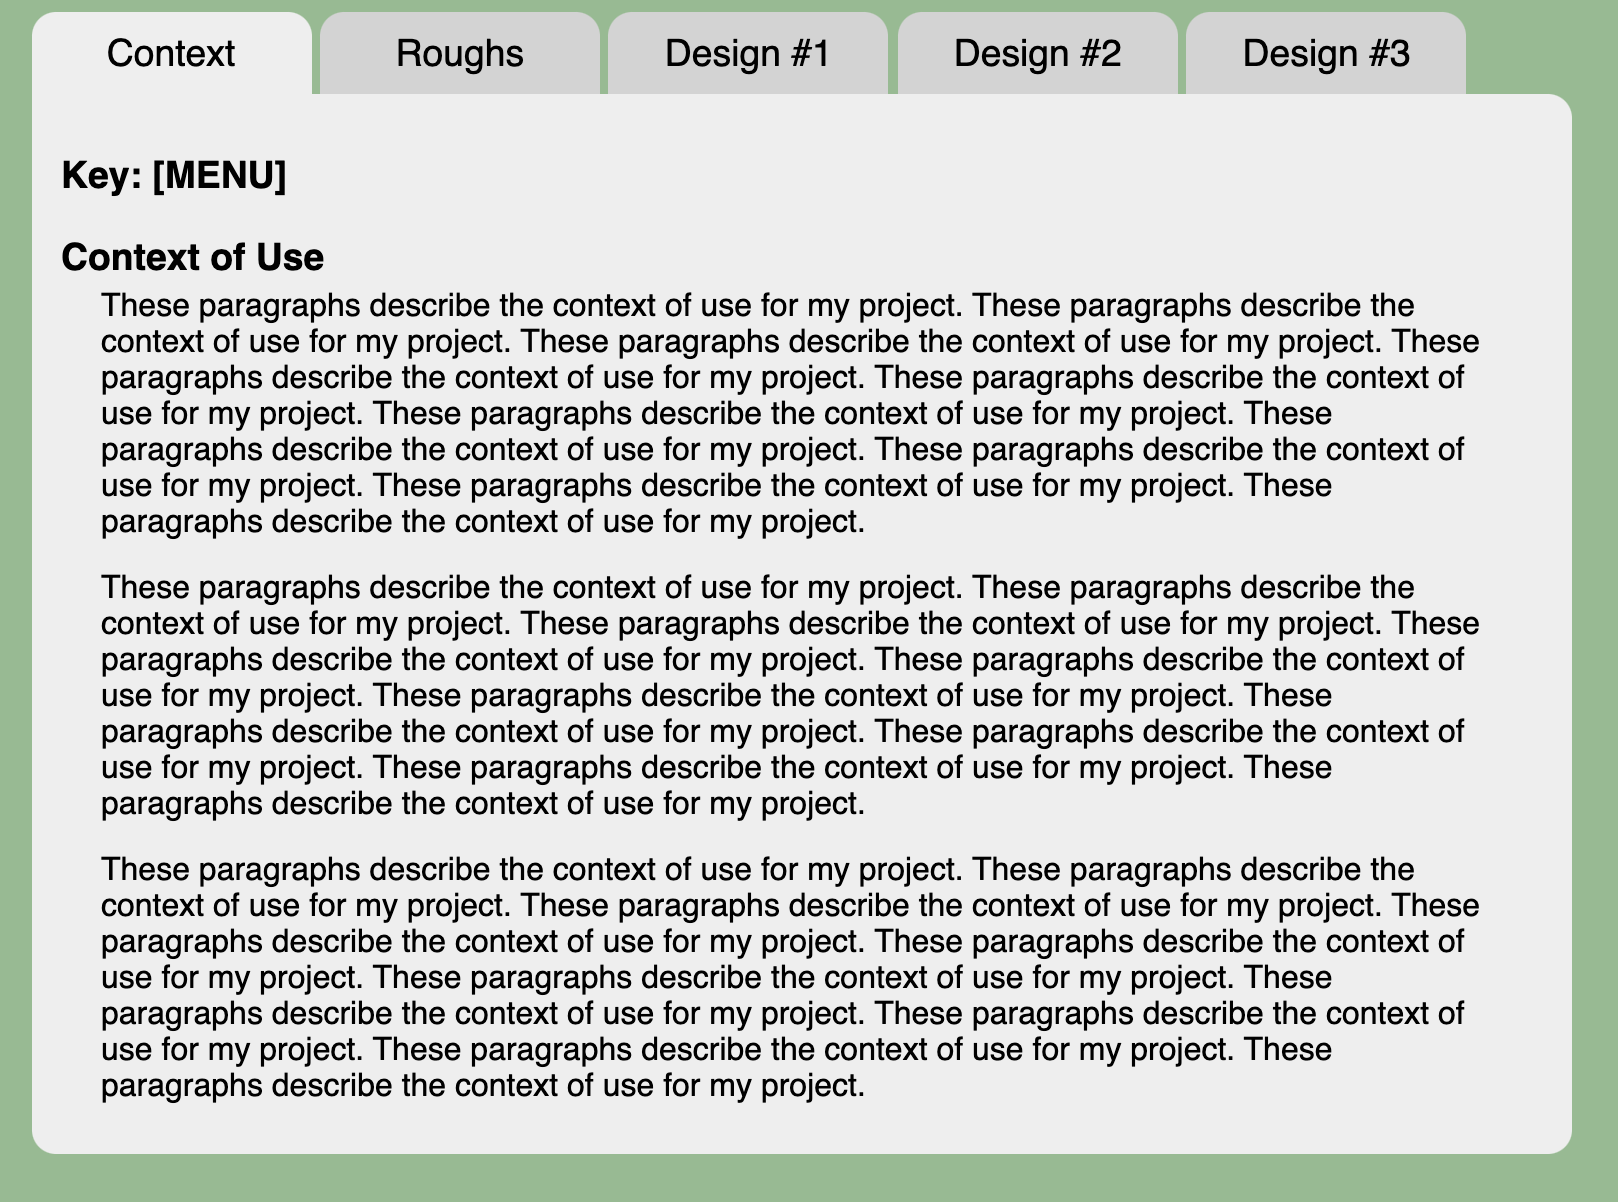 Context
Roughs
Design #1
Design #2
Design #3
Key: [MENU]
Context of Use
These paragraphs describe the context of use for my project. These paragraphs describe the
context of use for my project. These paragraphs describe the context of use for my project. These
paragraphs describe the context of use for my project. These paragraphs describe the context of
use for my project. These paragraphs describe the context of use for my project. These
paragraphs describe the context of use for my project. These paragraphs describe the context of
use for my project. These paragraphs describe the context of use for my project. These
paragraphs describe the context of use for my project.
These paragraphs describe the context of use for my project. These paragraphs describe the
context of use for my project. These paragraphs describe the context of use for my project. These
paragraphs describe the context of use for my project. These paragraphs describe the context of
use for my project. These paragraphs describe the context of use for my project. These
paragraphs describe the context of use for my project. These paragraphs describe the context of
use for my project. These paragraphs describe the context of use for my project. These
paragraphs describe the context of use for my project.
These paragraphs describe the context of use for my project. These paragraphs describe the
context of use for my project. These paragraphs describe the context of use for my project. These
paragraphs describe the context of use for my project. These paragraphs describe the context of
use for my project. These paragraphs describe the context of use for my project. These
paragraphs describe the context of use for my project. These paragraphs describe the context of
use for my project. These paragraphs describe the context of use for my project. These
paragraphs describe the context of use for my project.